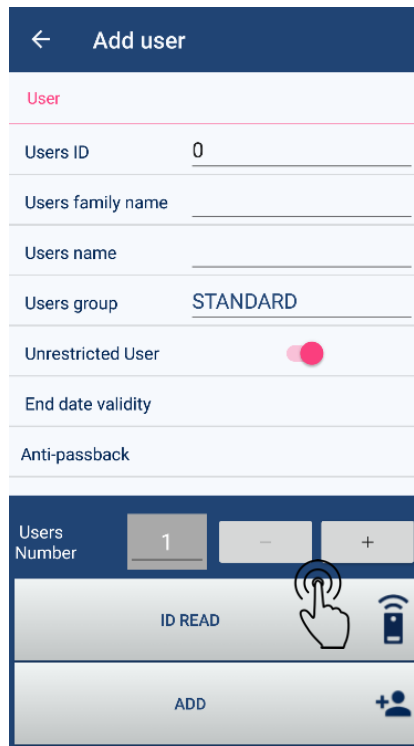 Add user
User
Users ID 0
Users family name
Users name
Users group STANDARD
Unrestricted User
End date validity
Anti-passback
Users
Number 1 − +
ID READ
ADD